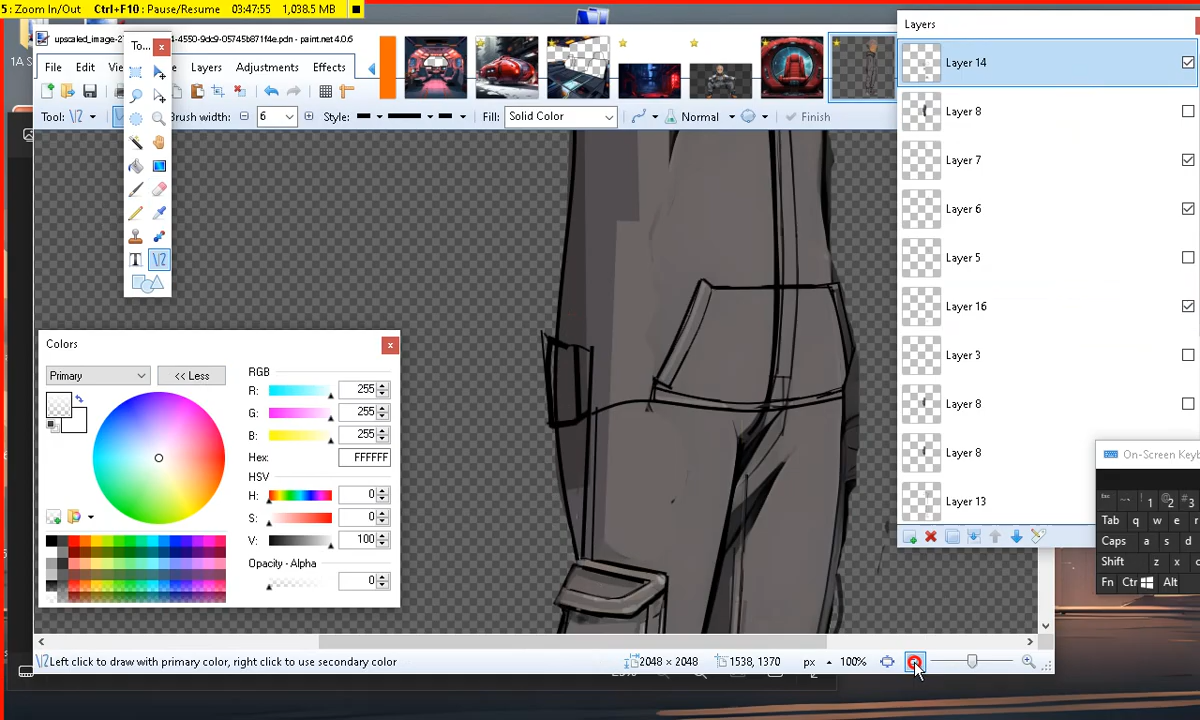 5: Zoom In/Out Ctrl+F10 : Pause/Resume 03:47:55 1,038.5 MB
4-4550-9dc9-05745b871f4e.pdn - paint.net 4.0.6
To...
File Edit Layers Adjustments Effects
Tool: Brush width: 6 Style: Fill: Solid Color Normal Finish
Layers
Layer 14
Layer 8
Layer 7
Layer 6
Layer 5
Layer 16
Layer 3
Layer 8
Layer 8
Layer 13
Colors
Primary << Less
RGB
R: 255
G: 255
B: 255
Hex: FFFFFF
HSV
H: 0
S: 0
V: 100
Opacity - Alpha
0
On-Screen Keyb
Esc ~ ` ! 1 @ 2 # 3
Tab q w e r
Caps a s d
Shift z x c
Fn Ctr Alt
Left click to draw with primary color, right click to use secondary color 2048 × 2048 1538, 1370 px 100%